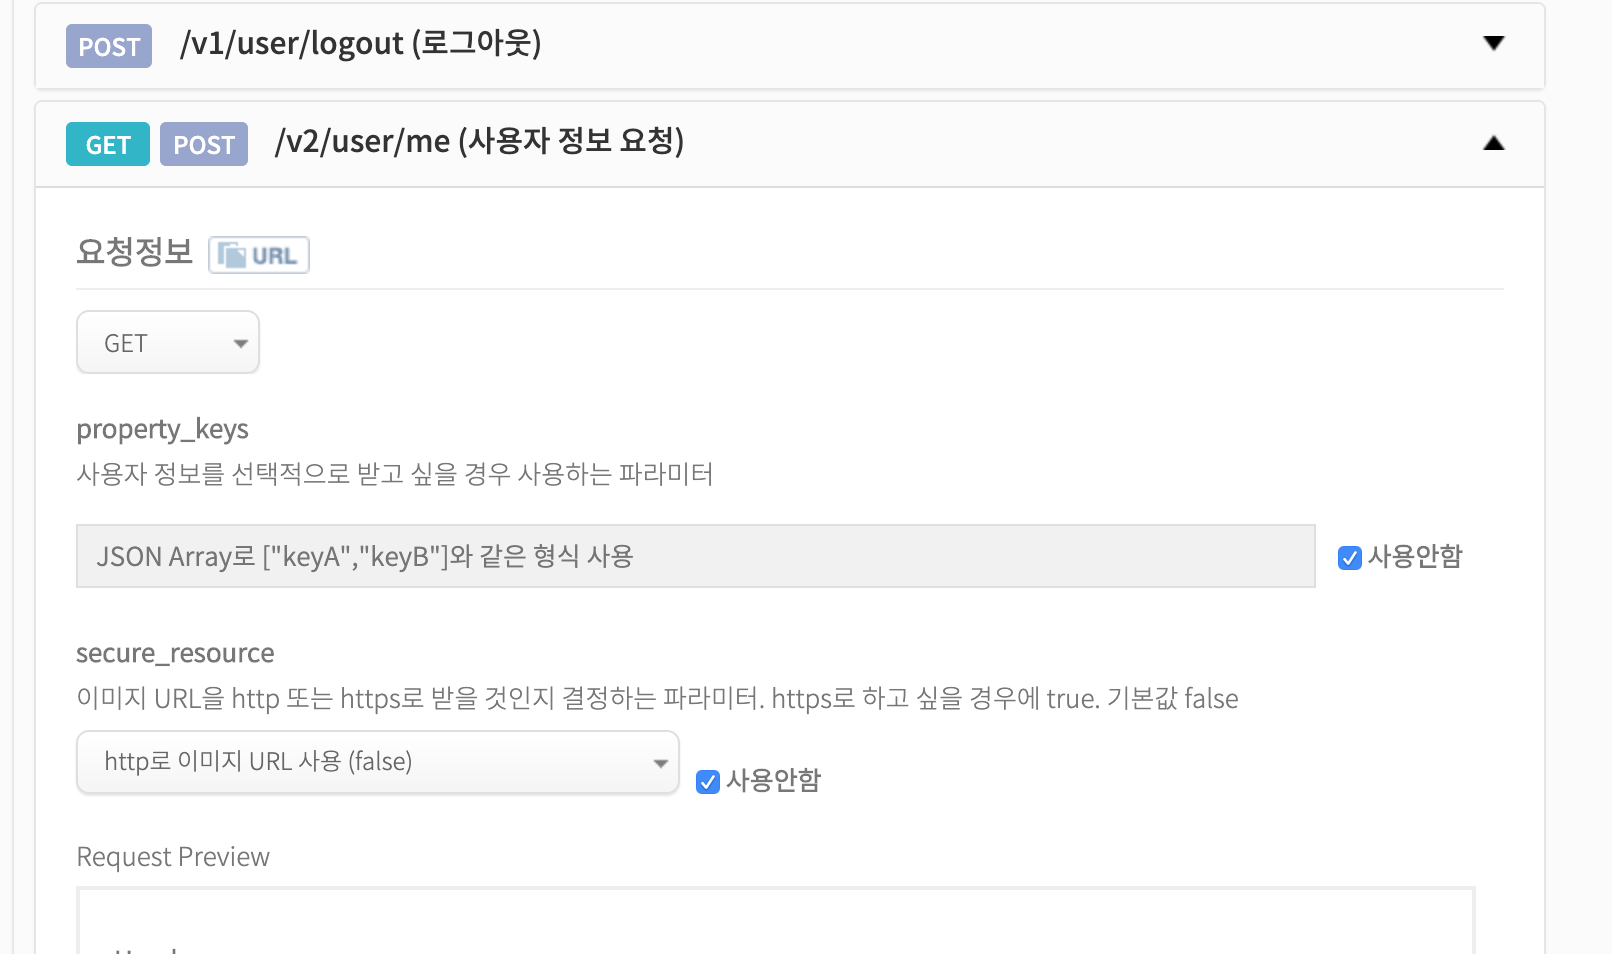 POST /v1/user/logout (로그아웃)
GET POST /v2/user/me (사용자 정보 요청)
요청정보 URL
GET
property_keys
사용자 정보를 선택적으로 받고 싶을 경우 사용하는 파라미터
JSON Array로 ["keyA","keyB"]와 같은 형식 사용 사용안함
secure_resource
이미지 URL을 http 또는 https로 받을 것인지 결정하는 파라미터. https로 하고 싶을 경우에 true. 기본값 false
http로 이미지 URL 사용 (false) 사용안함
Request Preview